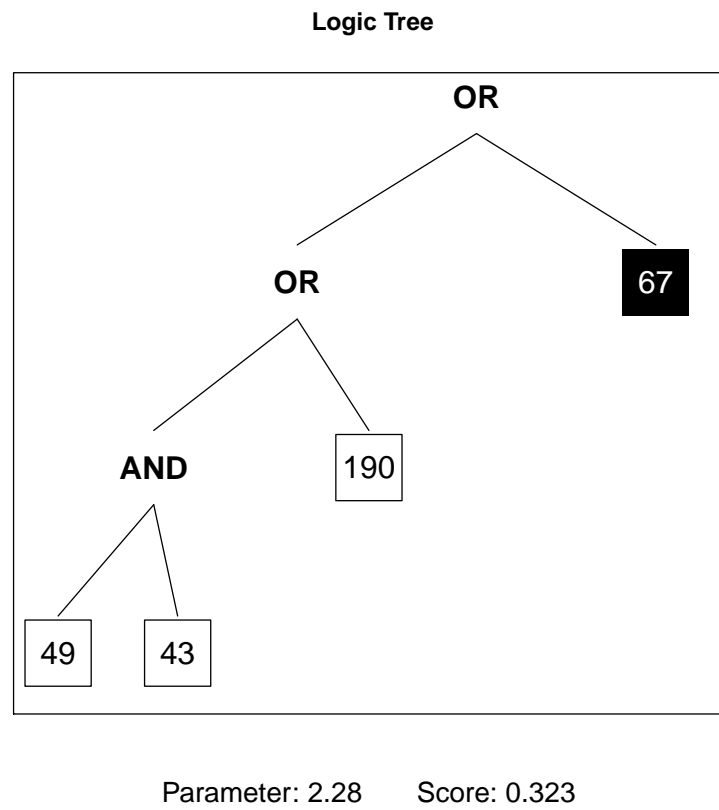 Logic Tree
OR
OR
67
AND
190
49 43
Parameter: 2.28 Score: 0.323